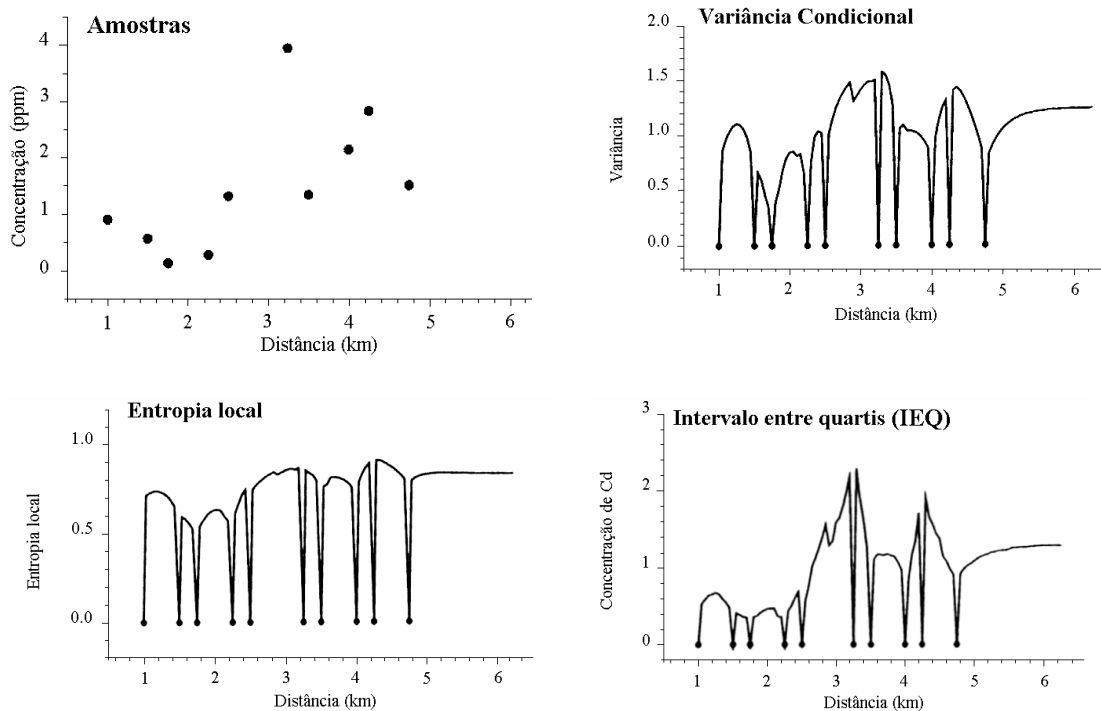 Amostras
4
3
2
1
0
Concentração (ppm)
1 2 3 4 5 6
Distância (km)
Variância Condicional
2.0
1.5
1.0
0.5
0.0
Variância
1 2 3 4 5 6
Distância (km)
Entropia local
1.0
0.5
0.0
Entropia local
1 2 3 4 5 6
Distância (km)
Intervalo entre quartis (IEQ)
3
2
1
0
Concentração de Cd
1 2 3 4 5 6
Distância (km)